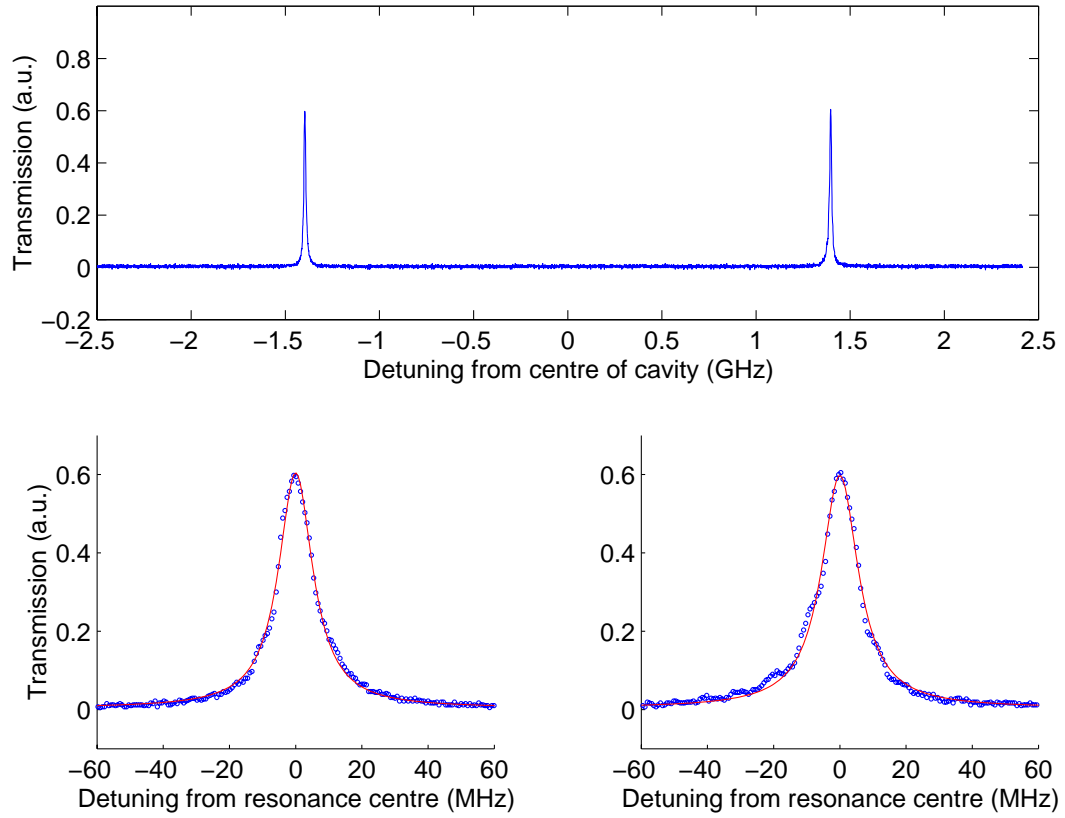 Transmission (a.u.)
0.8
0.6
0.4
0.2
0
−0.2
−2.5 −2 −1.5 −1 −0.5 0 0.5 1 1.5 2 2.5
Detuning from centre of cavity (GHz)
Transmission (a.u.)
0.6
0.4
0.2
0
−60 −40 −20 0 20 40 60
Detuning from resonance centre (MHz)
Transmission (a.u.)
0.6
0.4
0.2
0
−60 −40 −20 0 20 40 60
Detuning from resonance centre (MHz)